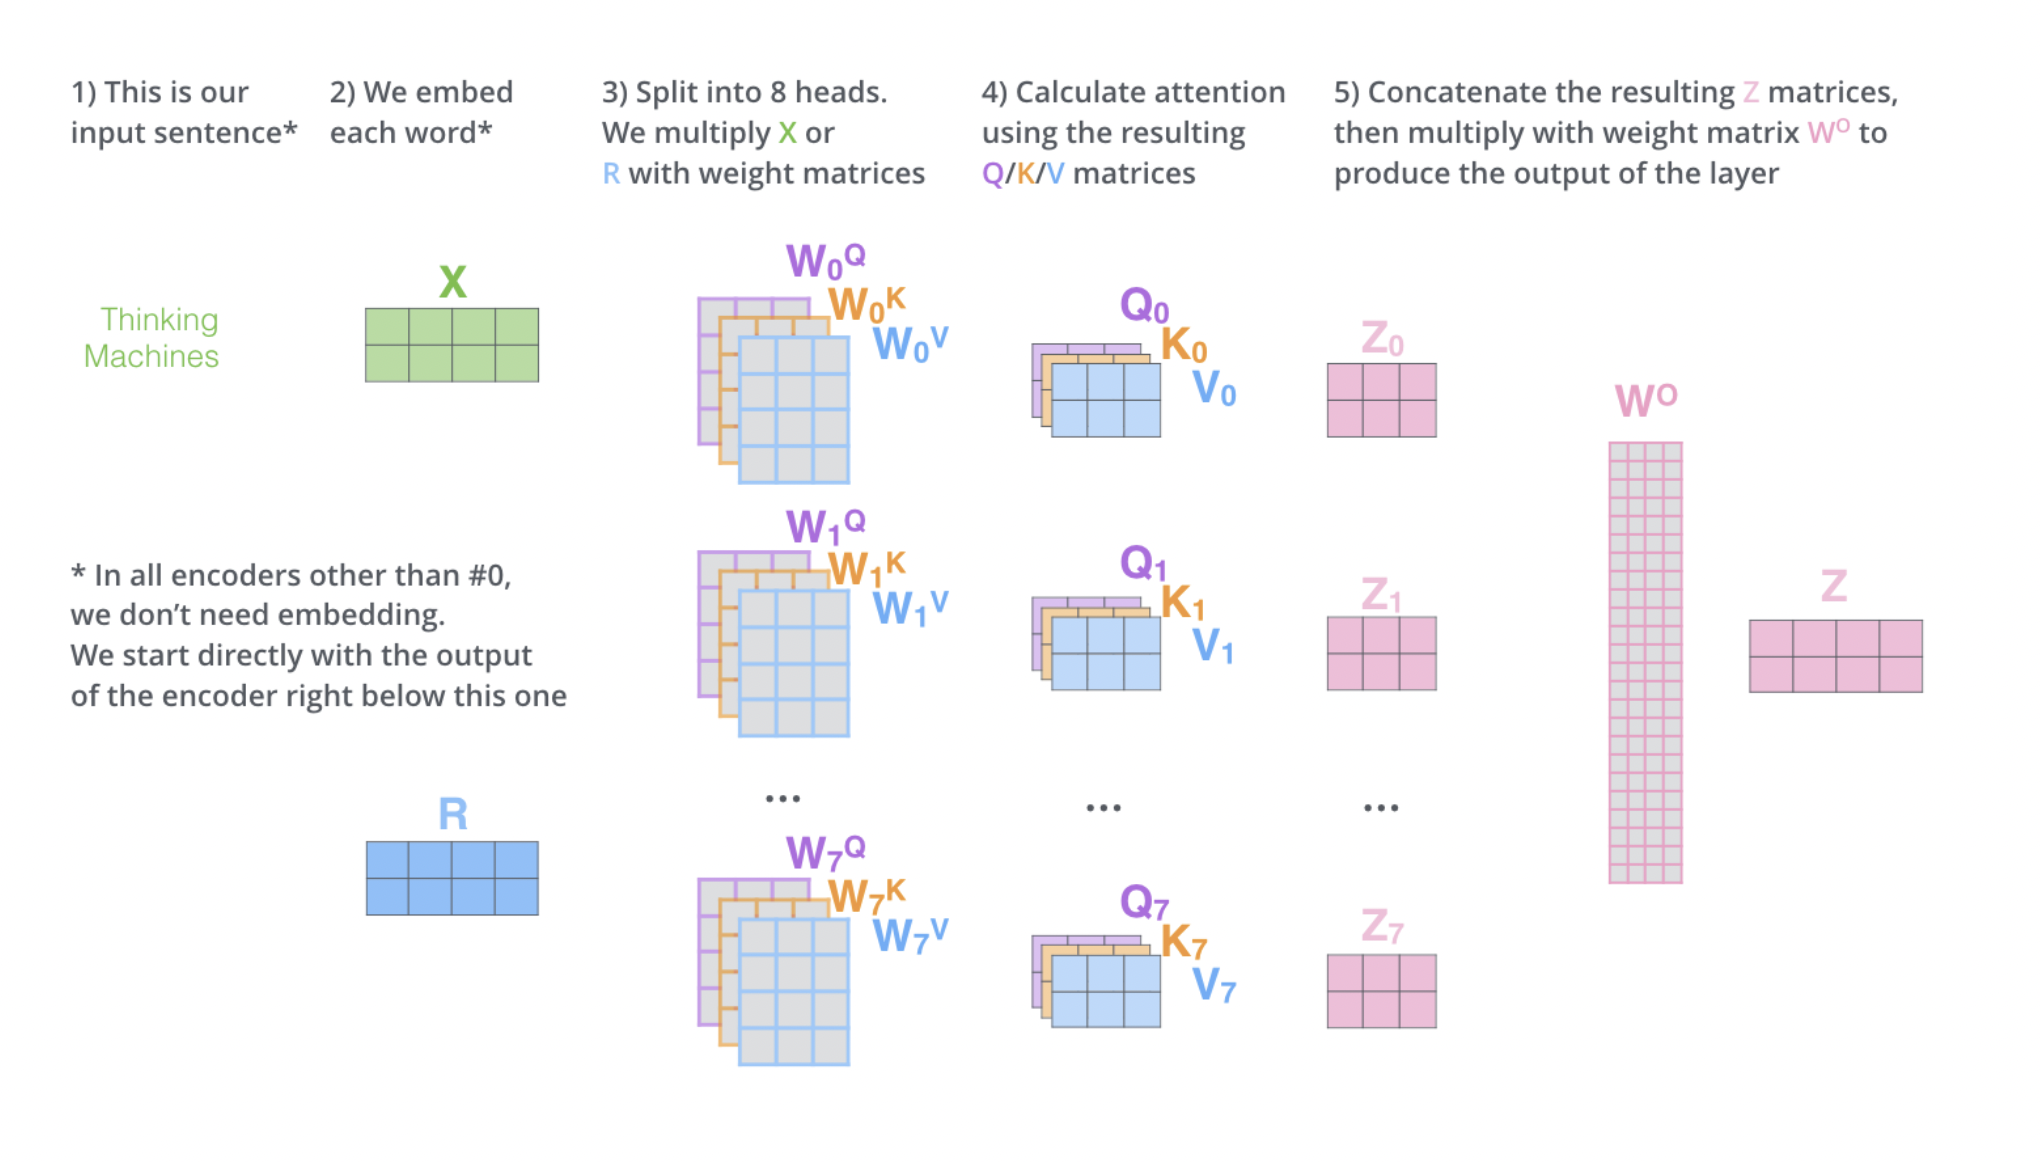 1) This is our
input sentence*
2) We embed
each word*
3) Split into 8 heads.
We multiply X or
R with weight matrices
4) Calculate attention
using the resulting
Q/K/V matrices
5) Concatenate the resulting Z matrices,
then multiply with weight matrix Wᴼ to
produce the output of the layer
Thinking
Machines
X
W₀Q
W₀K
W₀V
Q₀
K₀
V₀
Z₀
Wᴼ
* In all encoders other than #0,
we don’t need embedding.
We start directly with the output
of the encoder right below this one
W₁Q
W₁K
W₁V
Q₁
K₁
V₁
Z₁
Z
...
...
...
R
W₇Q
W₇K
W₇V
Q₇
K₇
V₇
Z₇